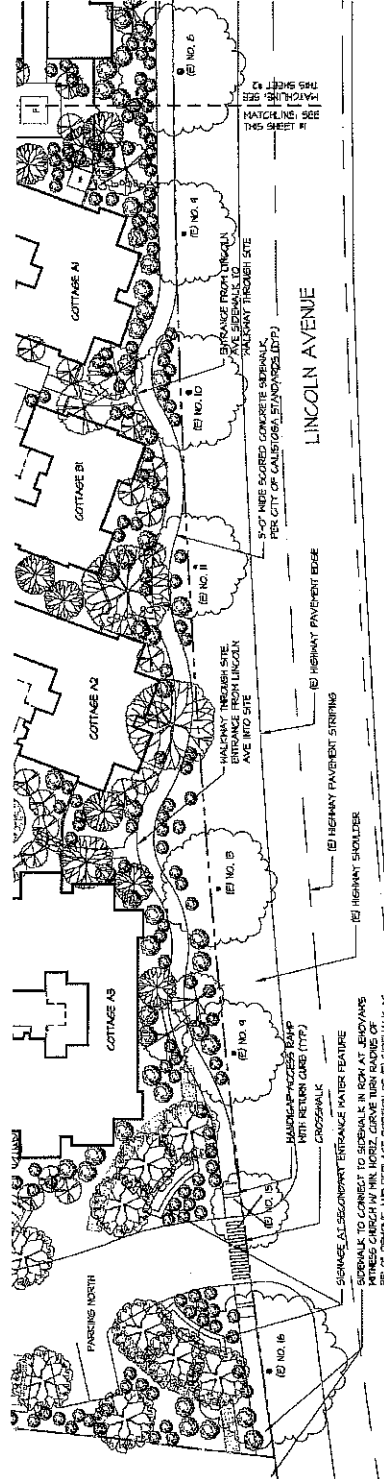 PARKING NORTH
COTTAGE A3
COTTAGE A2
COTTAGE B1
COTTAGE A1
P
(E) NO. 16
(E) NO. 15
(E) NO. 9
(E) NO. 13
(E) NO. 11
(E) NO. 10
(E) NO. 9
(E) NO. 8
WALKWAY THROUGH SITE,
ENTRANCE FROM LINCOLN
AVE INTO SITE
ENTRANCE FROM LINCOLN
AVE SIDEWALK TO
WALKWAY THROUGH SITE
5'-0" WIDE SCORED CONCRETE SIDEWALK,
PER CITY OF CALISTOGA STANDARDS (TYP.)
LINCOLN AVENUE
MATCHLINE: SEE
THIS SHEET
MATCHLINE: SEE
THIS SHEET #2
(E) HIGHWAY PAVEMENT EDGE
(E) HIGHWAY PAVEMENT STRIPING
(E) HIGHWAY SHOULDER
HANDICAP ACCESS RAMP
WITH RETURN CURB (TYP.)
CROSSWALK
SIGNAGE AT SECONDARY ENTRANCE WATER FEATURE
SIDEWALK TO CONNECT TO SIDEWALK IN ROW AT JEHOVAH'S
WITNESS CHURCH W/ MIN. HORIZ. CURVE TURN RADIUS OF